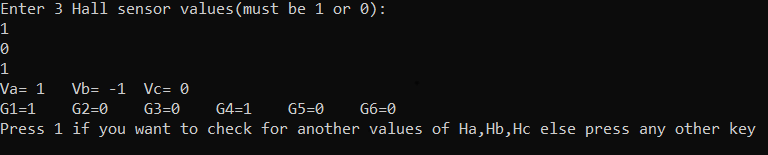 Enter 3 Hall sensor values(must be 1 or 0):
1
0
1
Va= 1   Vb= -1  Vc= 0
G1=1    G2=0    G3=0    G4=1    G5=0    G6=0
Press 1 if you want to check for another values of Ha,Hb,Hc else press any other key